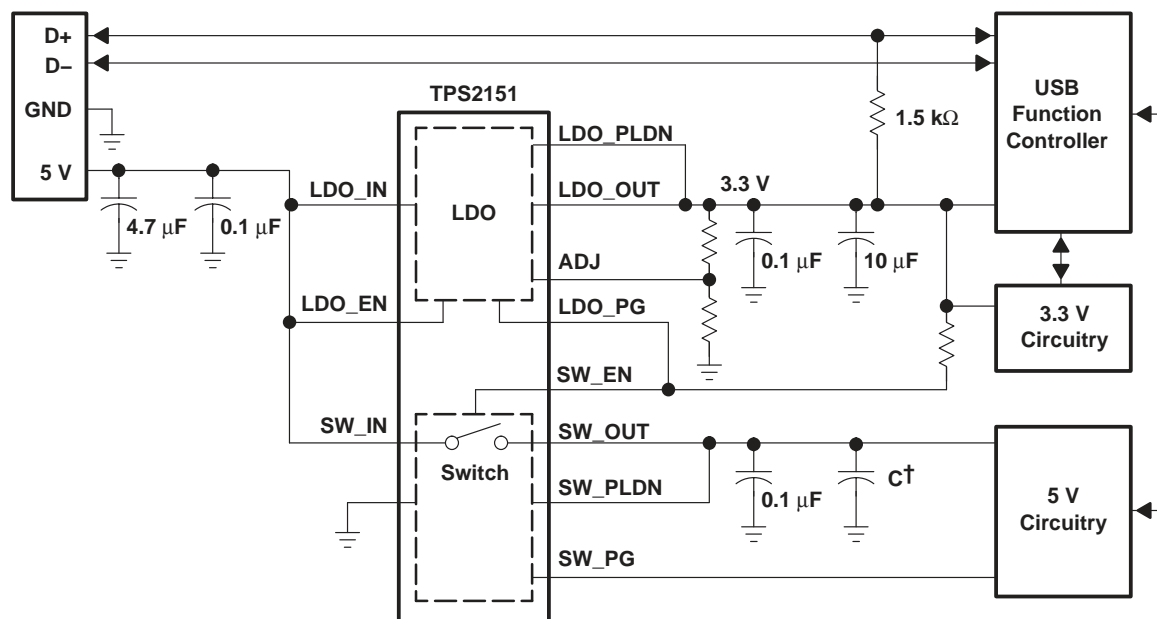 D+
D–
GND
5 V
4.7 μF
0.1 μF
TPS2151
LDO_IN
LDO_EN
SW_IN
LDO
Switch
LDO_PLDN
LDO_OUT
ADJ
LDO_PG
SW_EN
SW_OUT
SW_PLDN
SW_PG
3.3 V
0.1 μF
10 μF
1.5 kΩ
0.1 μF
C†
USB
Function
Controller
3.3 V
Circuitry
5 V
Circuitry